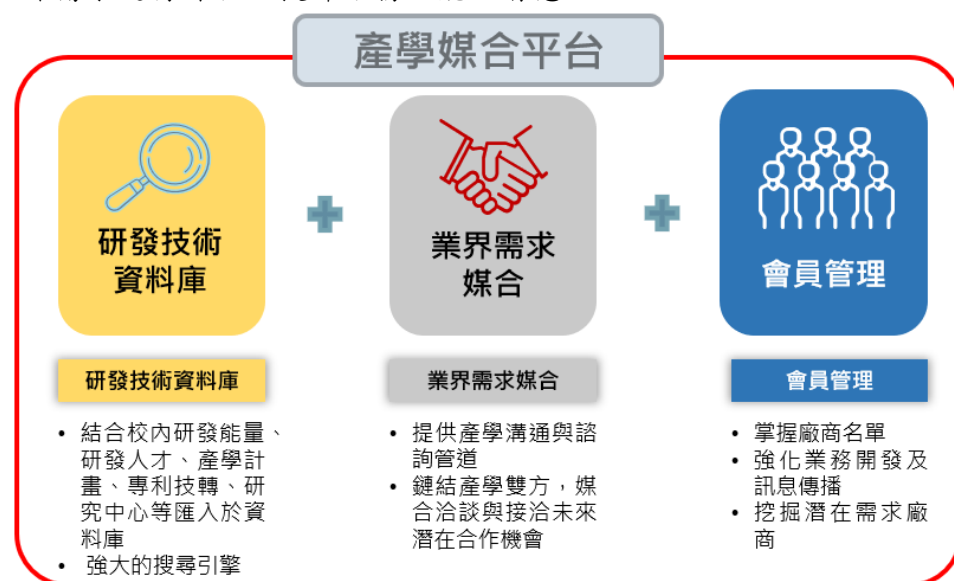 產學媒合平台
研發技術
資料庫
業界需求
媒合
會員管理
研發技術資料庫
• 結合校內研發能量、
研發人才、產學計
畫、專利技轉、研
究中心等匯入於資
料庫
• 強大的搜尋引擎
業界需求媒合
• 提供產學溝通與諮
詢管道
• 鏈結產學雙方，媒
合洽談與接洽未來
潛在合作機會
會員管理
• 掌握廠商名單
• 強化業務開發及
訊息傳播
• 挖掘潛在需求廠
商